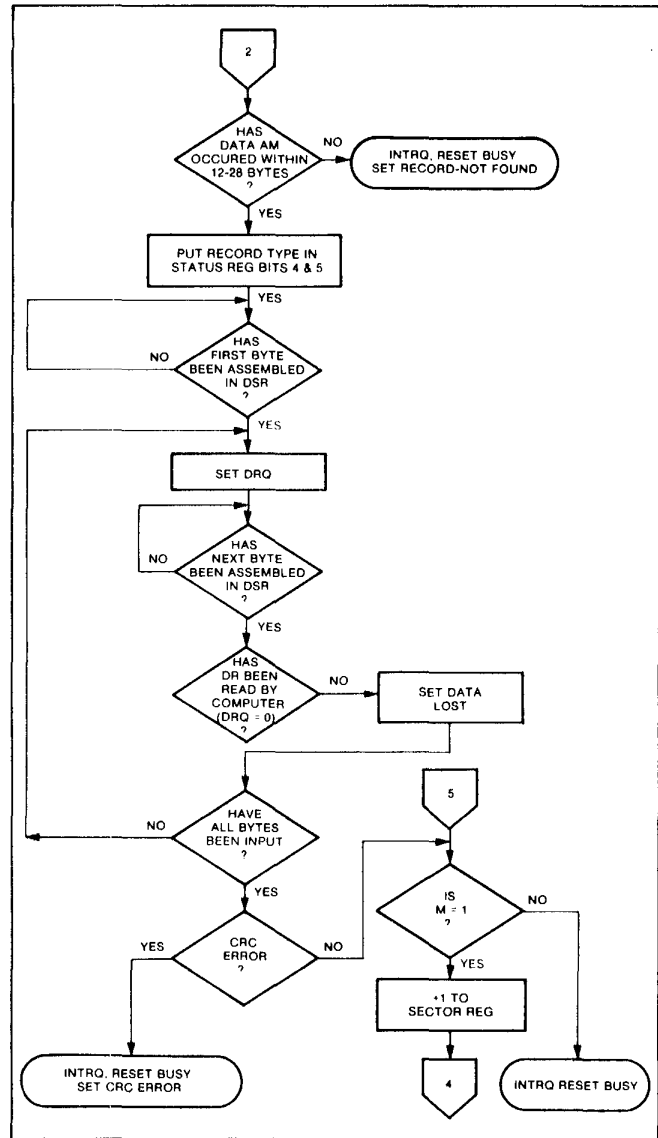 2
HAS
DATA AM
OCCURED WITHIN
12-28 BYTES
?
NO
INTRQ, RESET BUSY
SET RECORD-NOT FOUND
YES
PUT RECORD TYPE IN
STATUS REG BITS 4 & 5
YES
HAS
FIRST BYTE
BEEN ASSEMBLED
IN DSR
?
NO
YES
SET DRQ
HAS
NEXT BYTE
BEEN ASSEMBLED
IN DSR
?
NO
YES
HAS
DR BEEN
READ BY
COMPUTER
(DRQ = 0)
?
NO
SET DATA
LOST
5
HAVE
ALL BYTES
BEEN INPUT
?
NO
YES
IS
M = 1
?
NO
YES
CRC
ERROR
?
YES
NO
+1 TO
SECTOR REG
INTRQ, RESET BUSY
SET CRC ERROR
4
INTRQ RESET BUSY